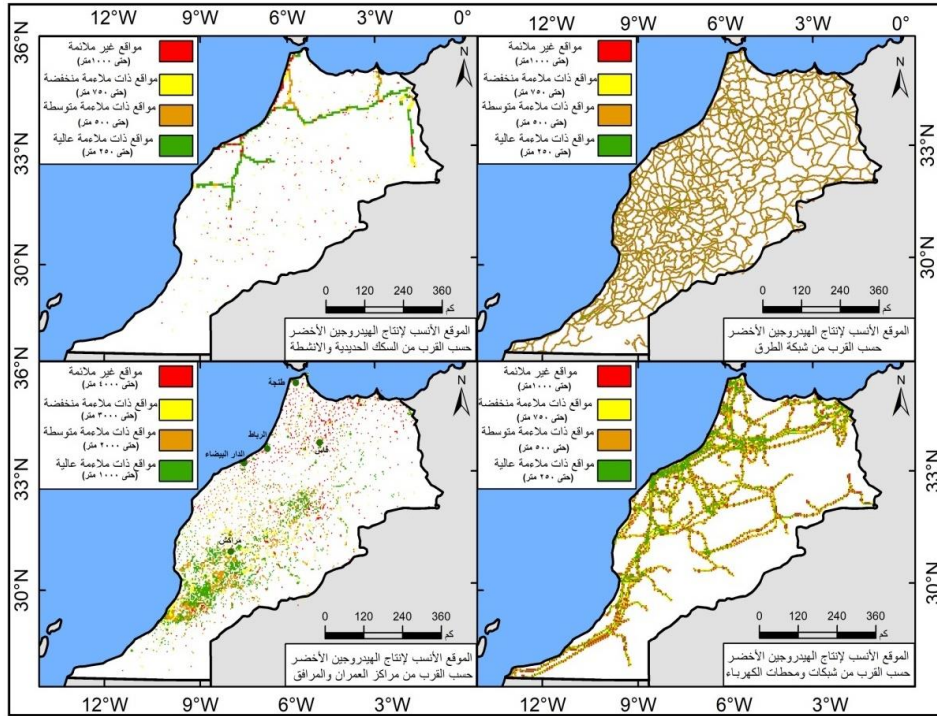 12°W 9°W 6°W 3°W 0° 12°W 9°W 6°W 3°W 0°
36°N
33°N
30°N
36°N
33°N
30°N
مواقع غير ملائمة
(حتى ١٠٠٠ متر)
مواقع ذات ملاءمة منخفضة
(حتى ٧٥٠ متر)
مواقع ذات ملاءمة متوسطة
(حتى ٥٠٠ متر)
مواقع ذات ملاءمة عالية
(حتى ٢٥٠ متر)
N
0 120 240 360
كم
الموقع الأنسب لإنتاج الهيدروجين الأخضر
حسب القرب من السكك الحديدية والانشطة
مواقع غير ملائمة
(حتى ١٠٠٠ متر)
مواقع ذات ملاءمة منخفضة
(حتى ٧٥٠ متر)
مواقع ذات ملاءمة متوسطة
(حتى ٥٠٠ متر)
مواقع ذات ملاءمة عالية
(حتى ٢٥٠ متر)
N
0 120 240 360
كم
الموقع الأنسب لإنتاج الهيدروجين الأخضر
حسب القرب من شبكة الطرق
36°N
33°N
30°N
36°N
33°N
30°N
مواقع غير ملائمة
(حتى ٤٠٠٠ متر)
مواقع ذات ملاءمة منخفضة
(حتى ٣٠٠٠ متر)
مواقع ذات ملاءمة متوسطة
(حتى ٢٠٠٠ متر)
مواقع ذات ملاءمة عالية
(حتى ١٠٠٠ متر)
N
طنجة
الرباط
فاس
الدار البيضاء
مراكش
0 120 240 360
كم
الموقع الأنسب لإنتاج الهيدروجين الأخضر
حسب القرب من مراكز العمران والمرافق
مواقع غير ملائمة
(حتى ١٠٠٠ متر)
مواقع ذات ملاءمة منخفضة
(حتى ٧٥٠ متر)
مواقع ذات ملاءمة متوسطة
(حتى ٥٠٠ متر)
مواقع ذات ملاءمة عالية
(حتى ٢٥٠ متر)
N
0 120 240 360
كم
الموقع الأنسب لإنتاج الهيدروجين الأخضر
حسب القرب من شبكات ومحطات الكهرباء
12°W 9°W 6°W 3°W 0° 12°W 9°W 6°W 3°W 0°